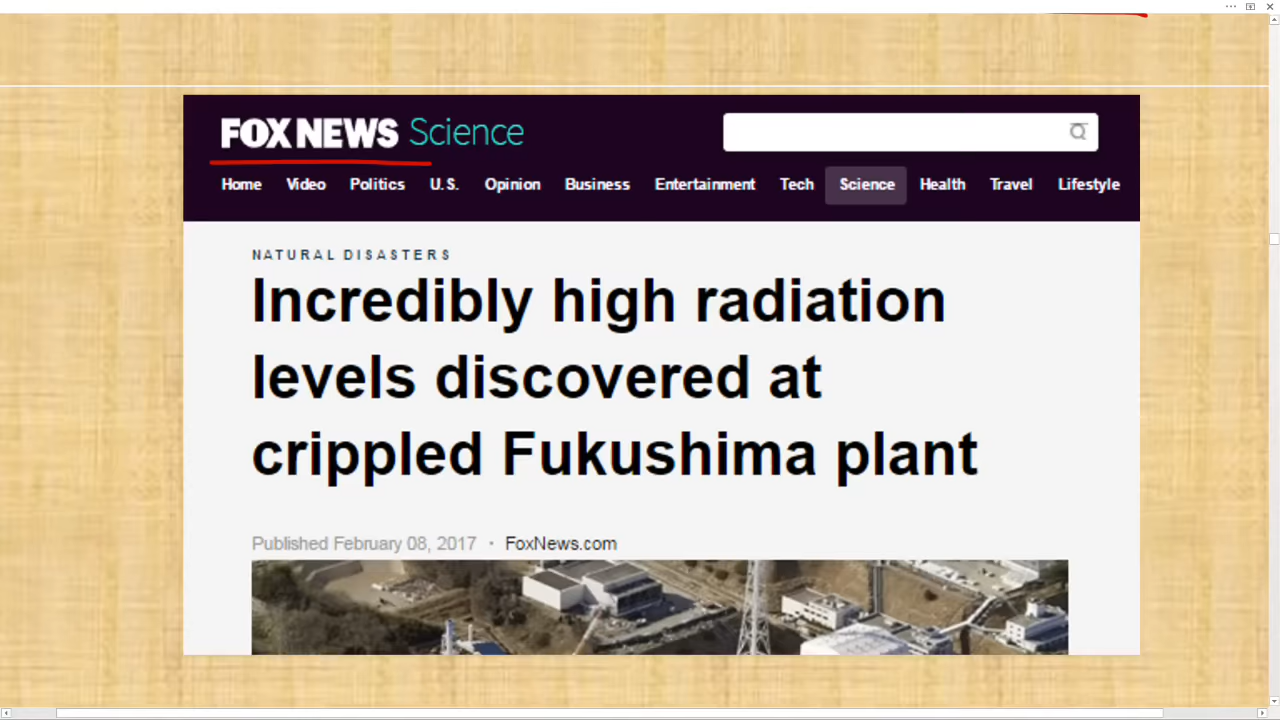 FOX NEWS Science
Home Video Politics U.S. Opinion Business Entertainment Tech Science Health Travel Lifestyle
NATURAL DISASTERS
Incredibly high radiation
levels discovered at
crippled Fukushima plant
Published February 08, 2017 · FoxNews.com